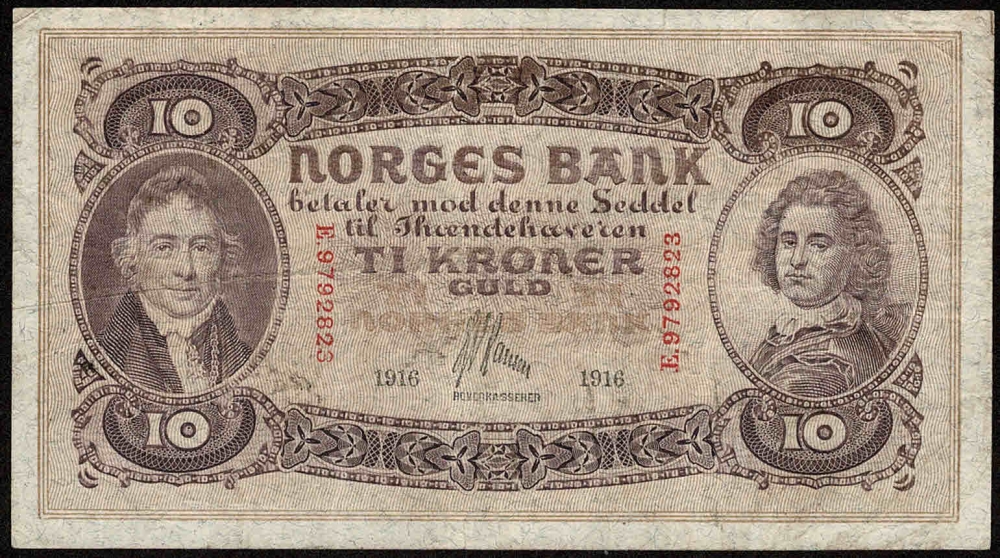 10 10
NORGES BANK
betaler mod denne Seddel
til Ihændehaveren
TI KRONER
GULD
E.9792823 E.9792823
1916 1916
HOVEDKASSERER
10 10